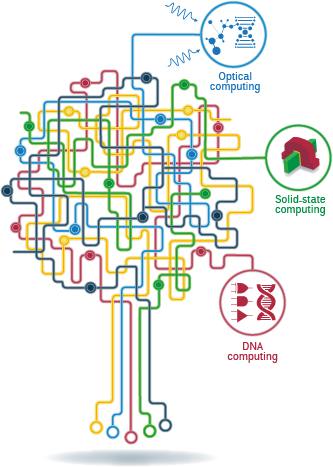 Optical
computing
Solid-state
computing
DNA
computing